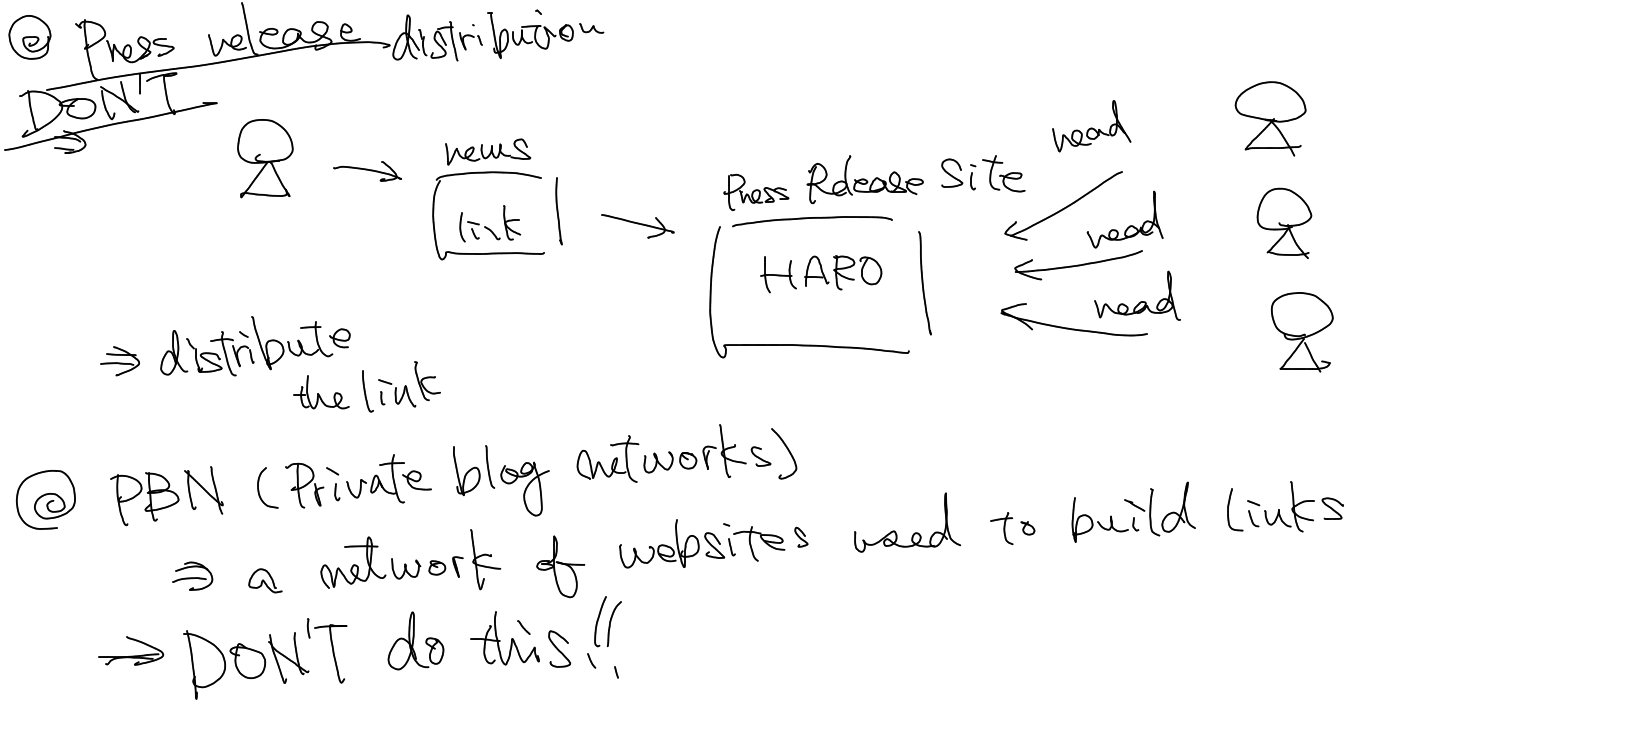 @ Press release distribution
DON'T
⇒
news
link
Press Release Site
HARO
read
read
read
⇒ distribute
the link
@ PBN (Private blog networks)
⇒ a network of websites used to build links
→ DON'T do this!!